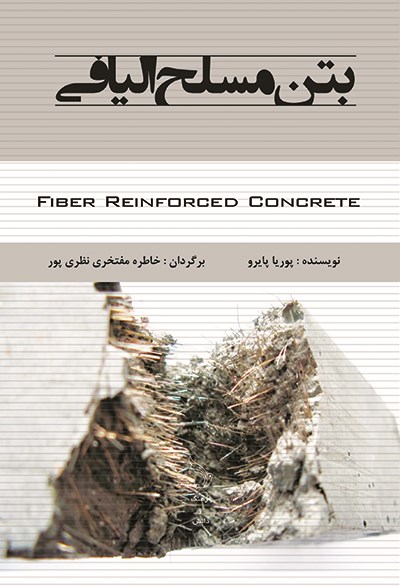 بتن مسلح الیافی
FIBER REINFORCED CONCRETE
نویسنده : پوریا پایرو برگردان : خاطره مفتخری نظری پور